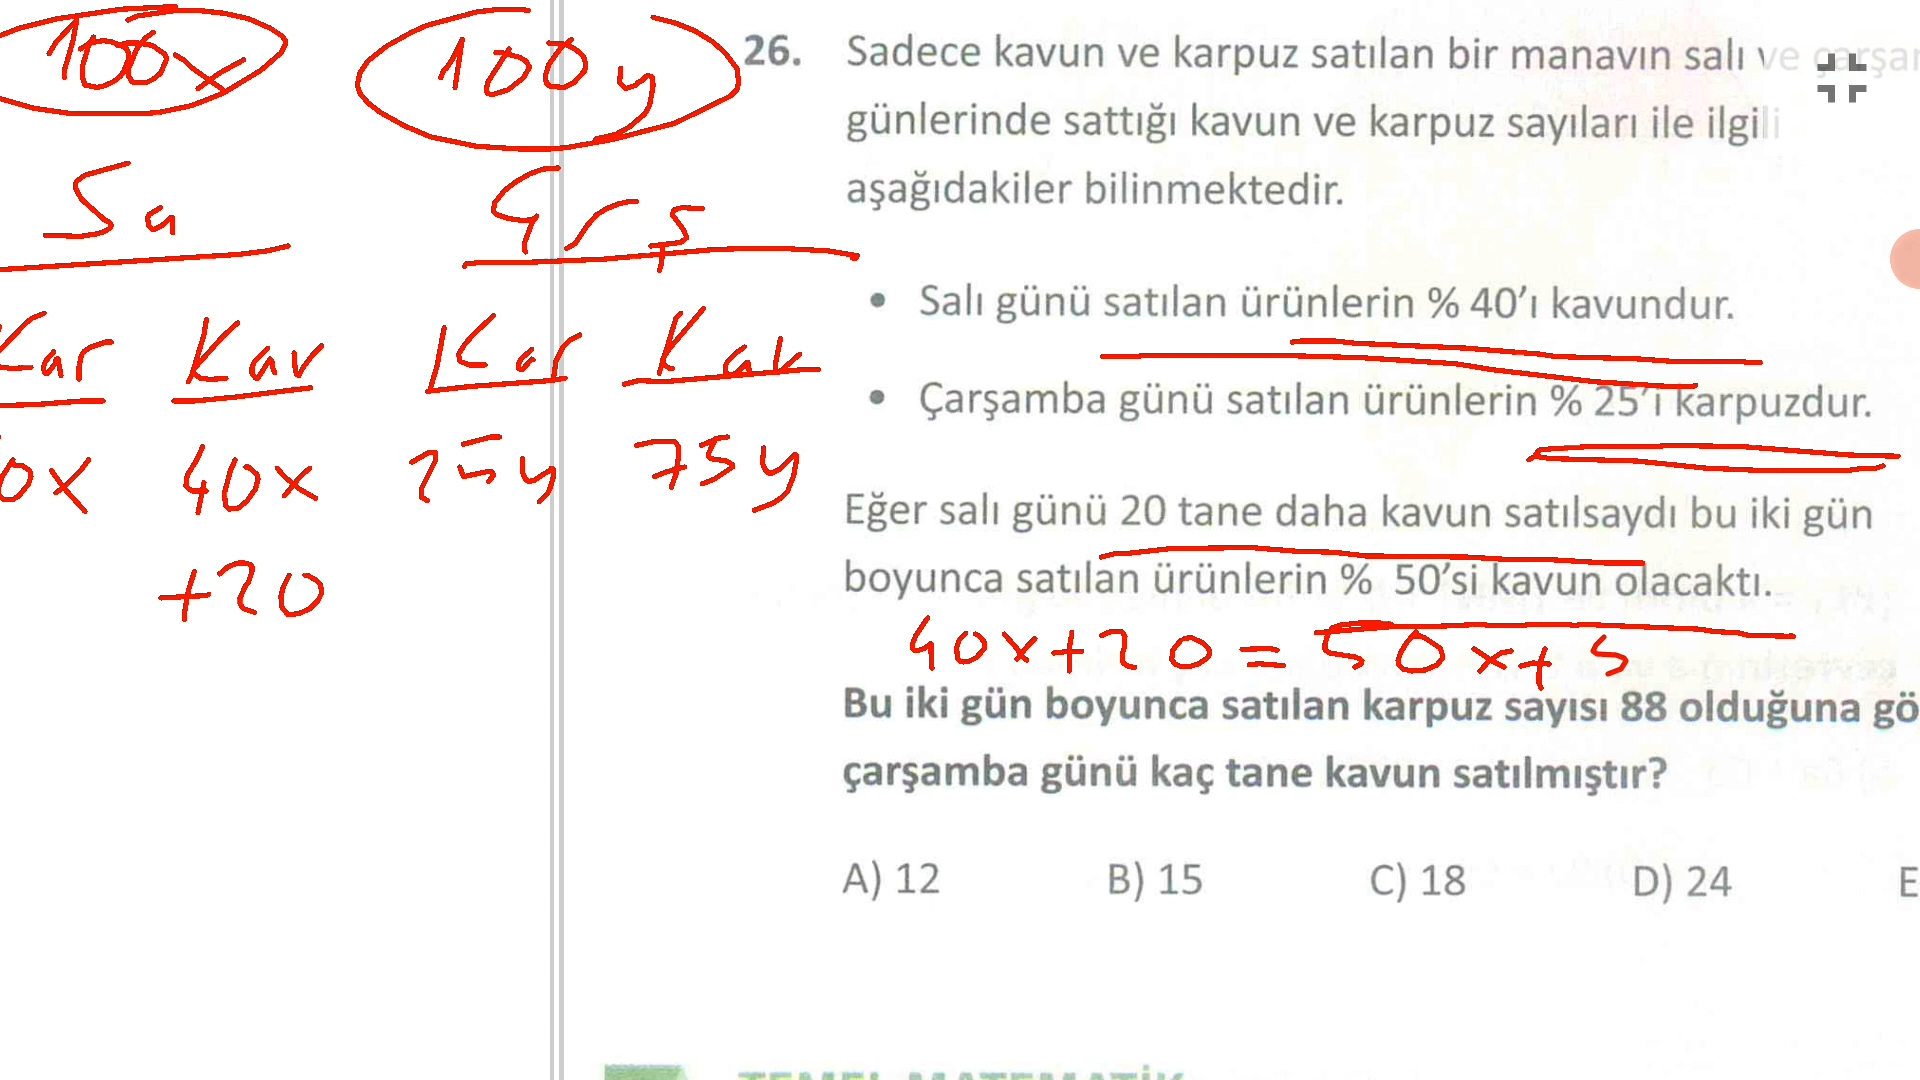 100x 100y
Sa Çrş
Kar Kav Kar Kav
0x 40x 25y 75y
+20
26. Sadece kavun ve karpuz satılan bir manavın salı ve çarşam
günlerinde sattığı kavun ve karpuz sayıları ile ilgili
aşağıdakiler bilinmektedir.
• Salı günü satılan ürünlerin % 40’ı kavundur.
• Çarşamba günü satılan ürünlerin % 25’i karpuzdur.
Eğer salı günü 20 tane daha kavun satılsaydı bu iki gün
boyunca satılan ürünlerin % 50’si kavun olacaktı.
40x+20=50x+5
Bu iki gün boyunca satılan karpuz sayısı 88 olduğuna gö
çarşamba günü kaç tane kavun satılmıştır?
A) 12 B) 15 C) 18 D) 24 E
TEMEL MATEMATİK